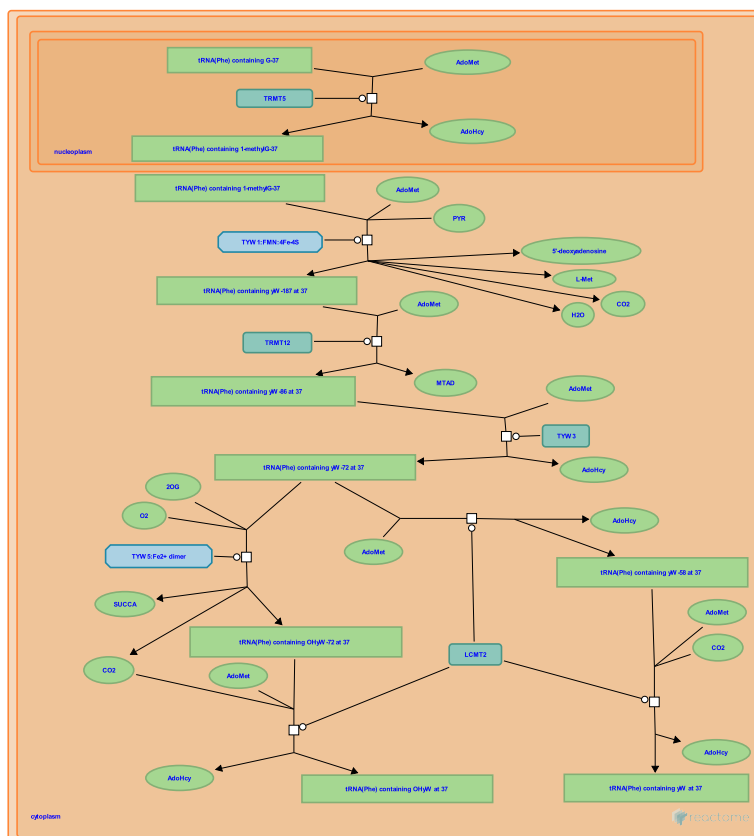 tRNA(Phe) containing G-37
AdoMet
TRMT5
AdoHcy
tRNA(Phe) containing 1-methylG-37
nucleoplasm
tRNA(Phe) containing 1-methylG-37
AdoMet
PYR
TYW1:FMN:4Fe-4S
5'-deoxyadenosine
L-Met
CO2
H2O
tRNA(Phe) containing yW-187 at 37
AdoMet
TRMT12
MTAD
tRNA(Phe) containing yW-86 at 37
AdoMet
TYW3
tRNA(Phe) containing yW-72 at 37
AdoHcy
2OG
O2
AdoHcy
AdoMet
TYW5:Fe2+ dimer
tRNA(Phe) containing yW-58 at 37
SUCCA
AdoMet
tRNA(Phe) containing OHyW-72 at 37
CO2
LCMT2
CO2
AdoMet
AdoHcy
AdoHcy
tRNA(Phe) containing OHyW at 37
tRNA(Phe) containing yW at 37
cytoplasm
reactome